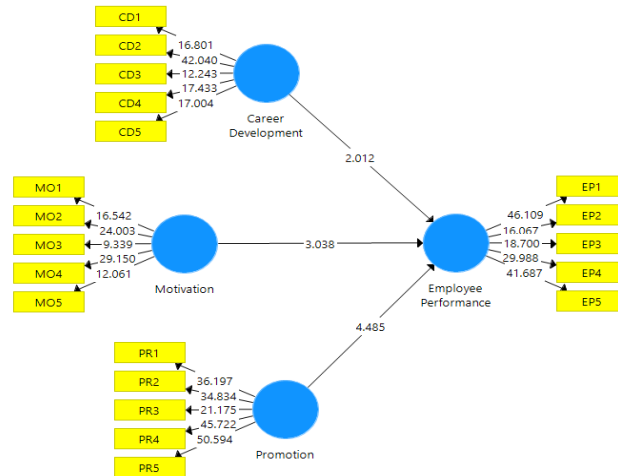 CD1
CD2
CD3
CD4
CD5
16.801
42.040
12.243
17.433
17.004
Career
Development
2.012
MO1
MO2
MO3
MO4
MO5
16.542
24.003
9.339
29.150
12.061
Motivation
3.038
EP1
EP2
EP3
EP4
EP5
46.109
16.067
18.700
29.988
41.687
Employee
Performance
4.485
PR1
PR2
PR3
PR4
PR5
36.197
34.834
21.175
45.722
50.594
Promotion